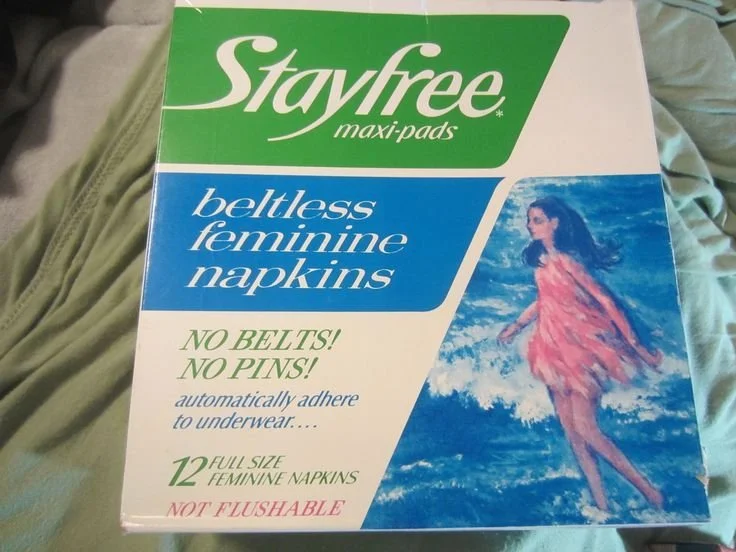 Stayfree*
maxi-pads
beltless
feminine
napkins
NO BELTS!
NO PINS!
automatically adhere
to underwear....
12 FULL SIZE
FEMININE NAPKINS
NOT FLUSHABLE